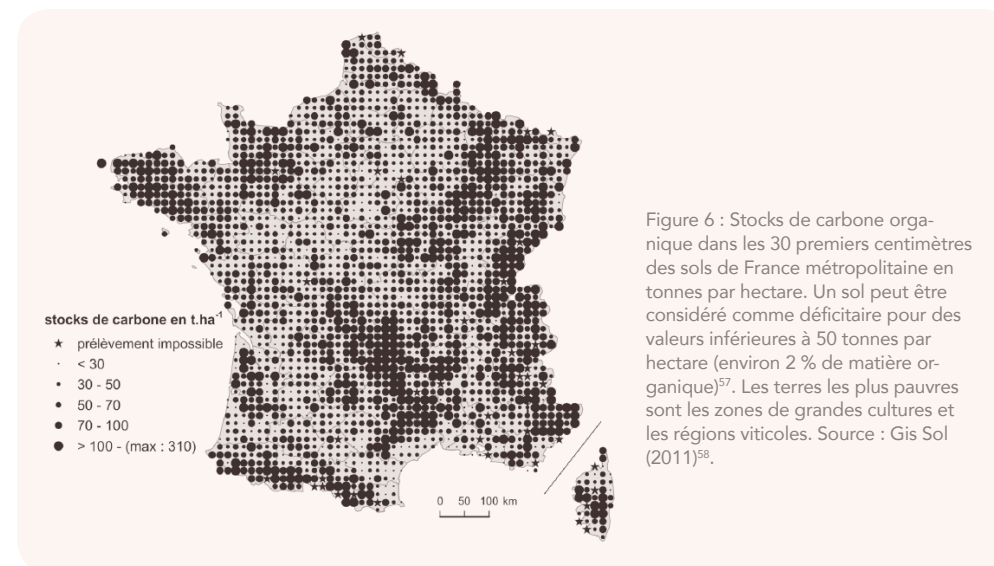 stocks de carbone en t.ha⁻¹
★ prélèvement impossible
· < 30
• 30 - 50
• 50 - 70
● 70 - 100
● > 100 - (max : 310)
0 50 100 km
Figure 6 : Stocks de carbone orga-
nique dans les 30 premiers centimètres
des sols de France métropolitaine en
tonnes par hectare. Un sol peut être
considéré comme déficitaire pour des
valeurs inférieures à 50 tonnes par
hectare (environ 2 % de matière or-
ganique)⁵⁷. Les terres les plus pauvres
sont les zones de grandes cultures et
les régions viticoles. Source : Gis Sol
(2011)⁵⁸.